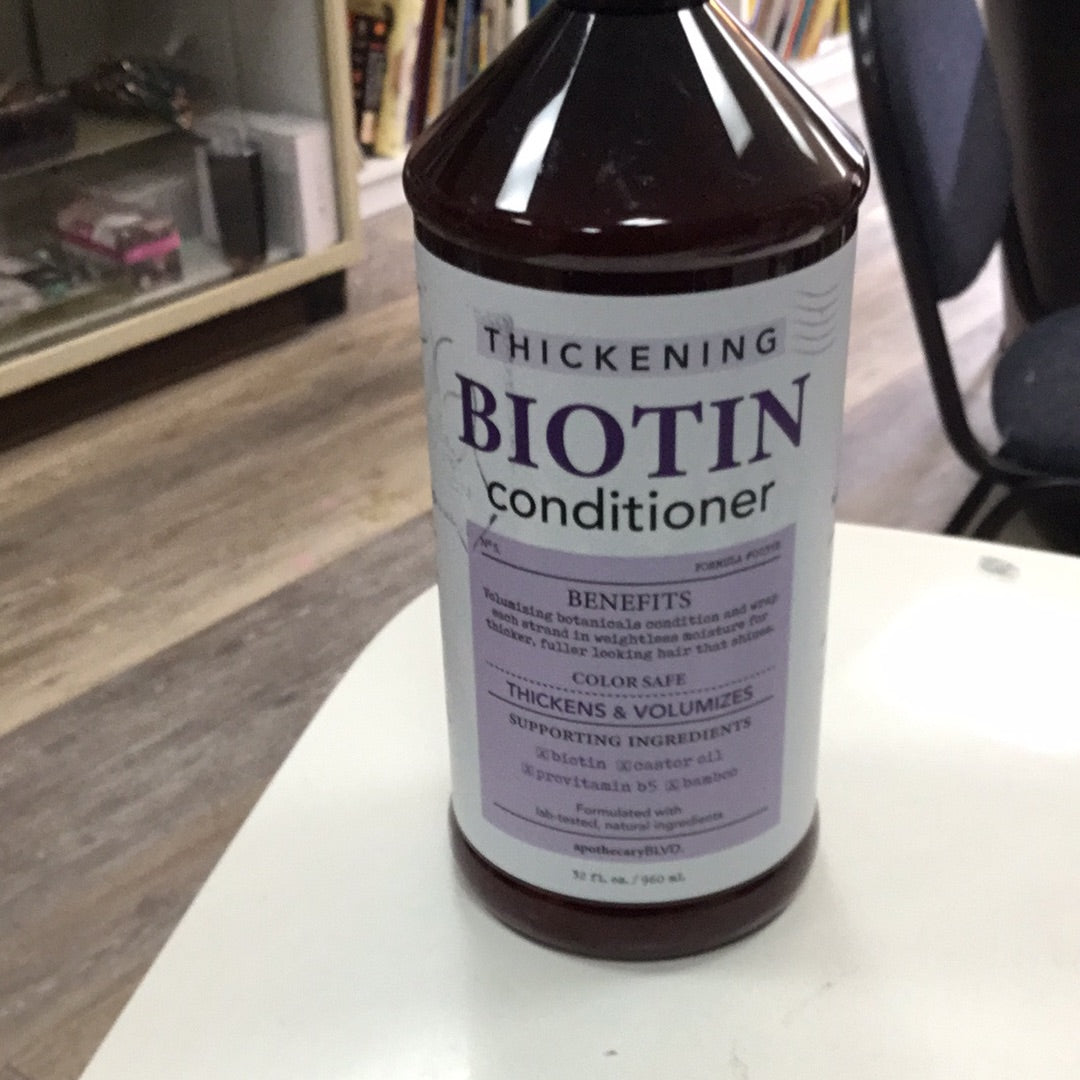 THICKENING
BIOTIN
conditioner
Nº5
BENEFITS
Volumizing botanicals condition and wrap
each strand in weightless moisture for
thicker, fuller looking hair that shines.
COLOR SAFE
THICKENS & VOLUMIZES
SUPPORTING INGREDIENTS
biotin castor oil
provitamin b5 bamboo
Formulated with
lab-tested, natural ingredients
apothecaryBLVD.
32 fl. oz. / 960 ml